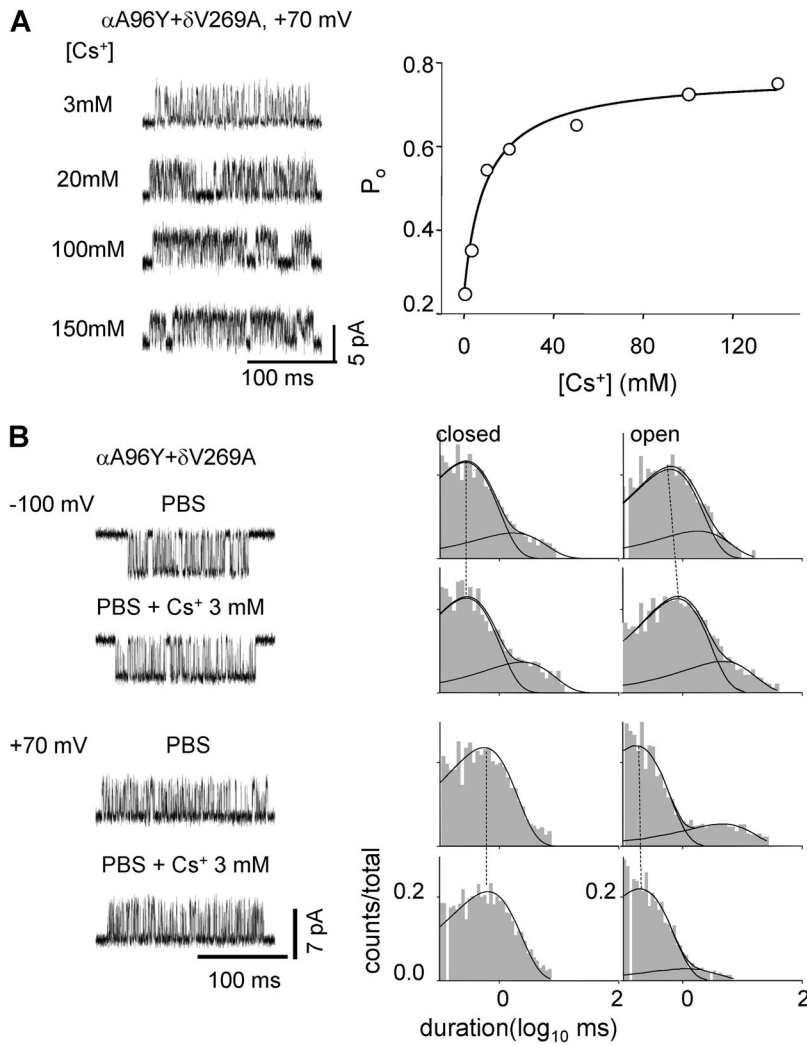 A
αA96Y+δV269A, +70 mV
[Cs⁺]
3mM
20mM
100mM
150mM
5 pA
100 ms
0.8
0.6
0.4
0.2
Pₒ
0
40
80
120
[Cs⁺] (mM)
B
αA96Y+δV269A
-100 mV
PBS
PBS + Cs⁺ 3 mM
+70 mV
PBS
PBS + Cs⁺ 3 mM
7 pA
100 ms
closed
open
0.2
0.2
0.0
counts/total
0
2
0
2
duration(log₁₀ ms)